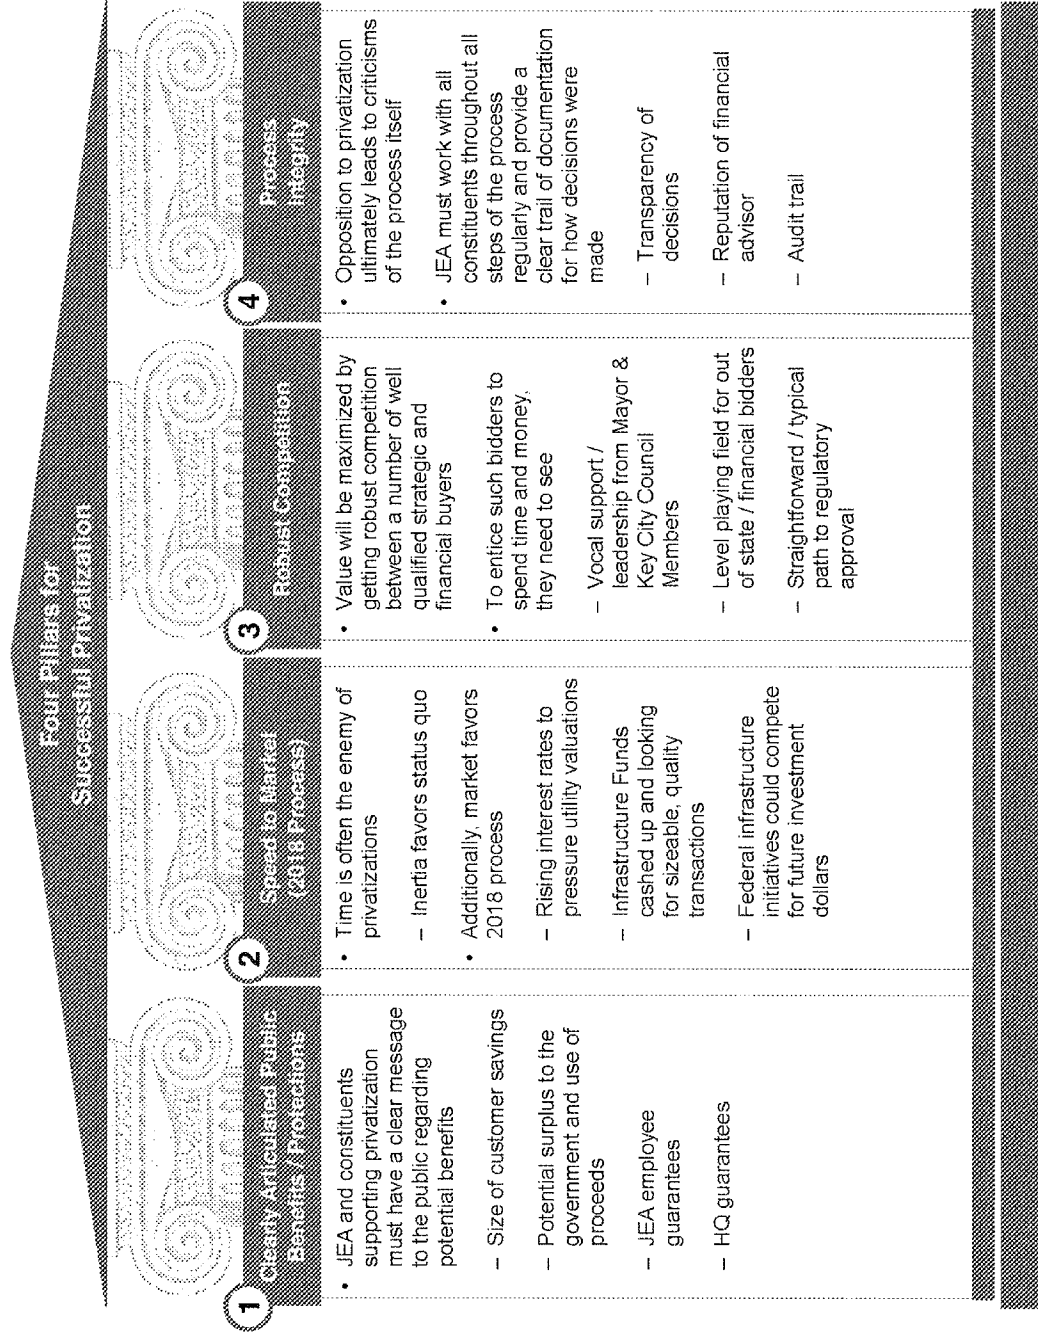 Four Pillars for
Successful Privatization
1
Clearly Articulated Public
Benefits / Protections
• JEA and constituents
supporting privatization
must have a clear message
to the public regarding
potential benefits
– Size of customer savings
– Potential surplus to the
government and use of
proceeds
– JEA employee
guarantees
– HQ guarantees
2
Speed to Market
(2018 Process)
• Time is often the enemy of
privatizations
– Inertia favors status quo
• Additionally, market favors
2018 process
– Rising interest rates to
pressure utility valuations
– Infrastructure Funds
cashed up and looking
for sizeable, quality
transactions
– Federal infrastructure
initiatives could compete
for future investment
dollars
3
Robust Competition
• Value will be maximized by
getting robust competition
between a number of well
qualified strategic and
financial buyers
• To entice such bidders to
spend time and money,
they need to see
– Vocal support /
leadership from Mayor &
Key City Council
Members
– Level playing field for out
of state / financial bidders
– Straightforward / typical
path to regulatory
approval
4
Process
Integrity
• Opposition to privatization
ultimately leads to criticisms
of the process itself
• JEA must work with all
constituents throughout all
steps of the process
regularly and provide a
clear trail of documentation
for how decisions were
made
– Transparency of
decisions
– Reputation of financial
advisor
– Audit trail